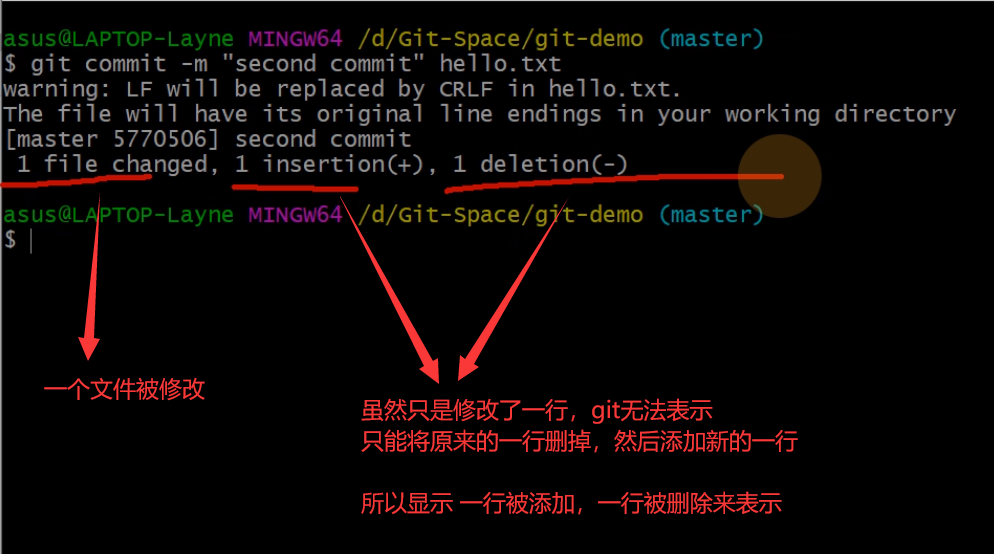 asus@LAPTOP-Layne MINGW64 /d/Git-Space/git-demo (master)
$ git commit -m "second commit" hello.txt
warning: LF will be replaced by CRLF in hello.txt.
The file will have its original line endings in your working directory
[master 5770506] second commit
 1 file changed, 1 insertion(+), 1 deletion(-)
asus@LAPTOP-Layne MINGW64 /d/Git-Space/git-demo (master)
$
一个文件被修改
虽然只是修改了一行，git无法表示
只能将原来的一行删掉，然后添加新的一行
所以显示 一行被添加，一行被删除来表示